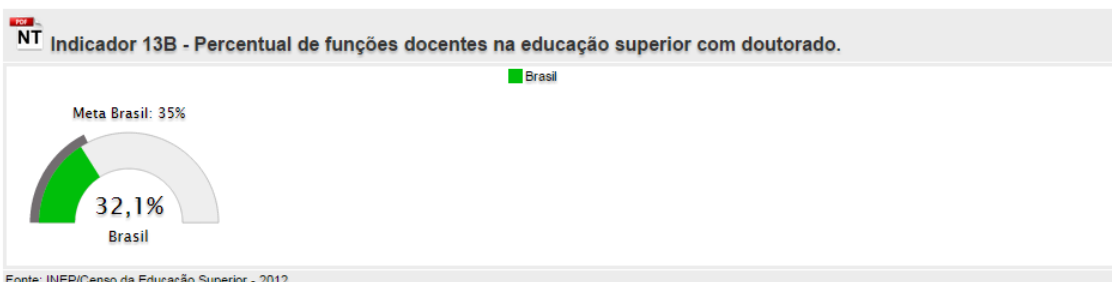 PDF
NT Indicador 13B - Percentual de funções docentes na educação superior com doutorado.
Brasil
Meta Brasil: 35%
32,1%
Brasil
Fonte: INEP/Censo da Educação Superior - 2012